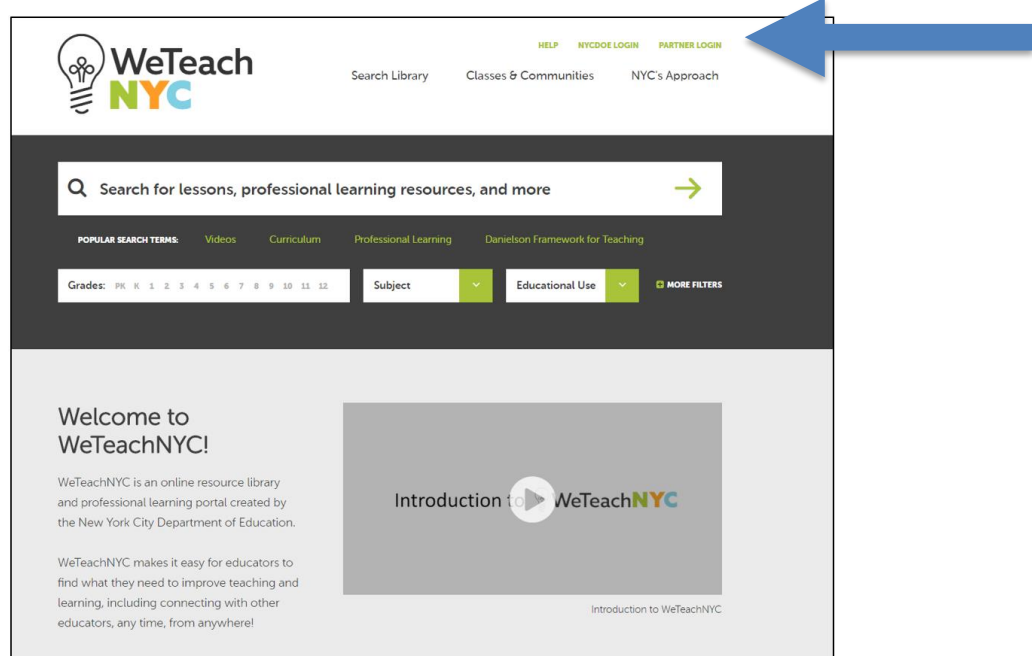 WeTeach
NYC
HELP NYCDOE LOGIN PARTNER LOGIN
Search Library Classes & Communities NYC's Approach
Search for lessons, professional learning resources, and more
POPULAR SEARCH TERMS: Videos Curriculum Professional Learning Danielson Framework for Teaching
Grades: PK K 1 2 3 4 5 6 7 8 9 10 11 12 Subject Educational Use MORE FILTERS
Welcome to
WeTeachNYC!
WeTeachNYC is an online resource library
and professional learning portal created by
the New York City Department of Education.
WeTeachNYC makes it easy for educators to
find what they need to improve teaching and
learning, including connecting with other
educators, any time, from anywhere!
Introduction to WeTeachNYC
Introduction to WeTeachNYC